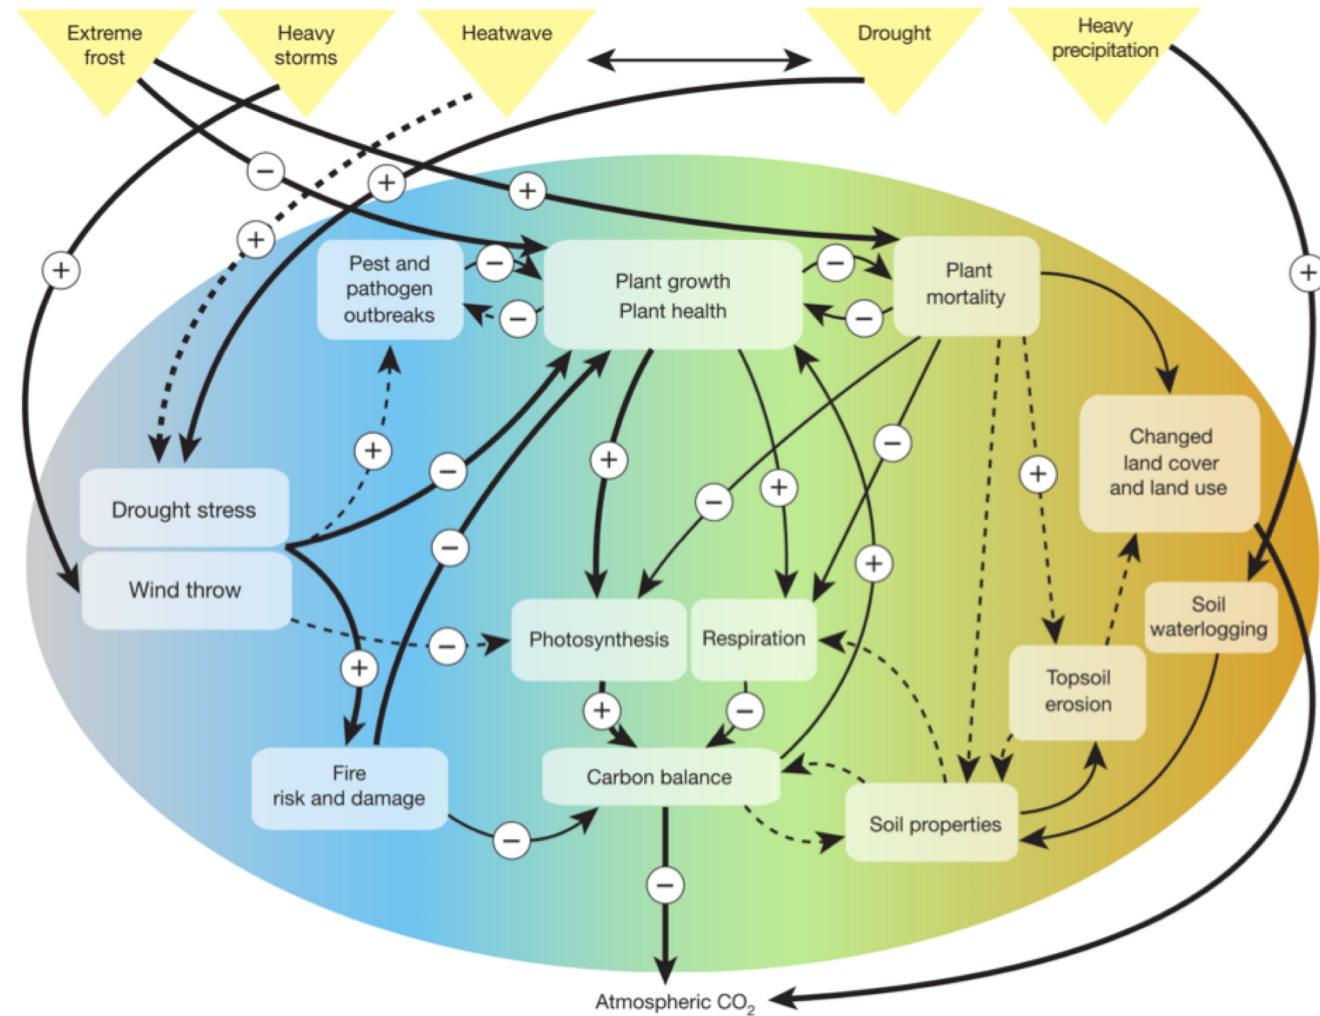 Extreme
frost
Heavy
storms
Heatwave
Drought
Heavy
precipitation
−
+
+
+
+
+
Pest and
pathogen
outbreaks
−
−
Plant growth
Plant health
−
−
Plant
mortality
Changed
land cover
and land use
+
−
+
−
+
−
+
−
+
Drought stress
Wind throw
−
+
Soil
waterlogging
Photosynthesis
Respiration
−
+
Topsoil
erosion
+
−
Fire
risk and damage
Carbon balance
Soil properties
−
−
Atmospheric CO₂